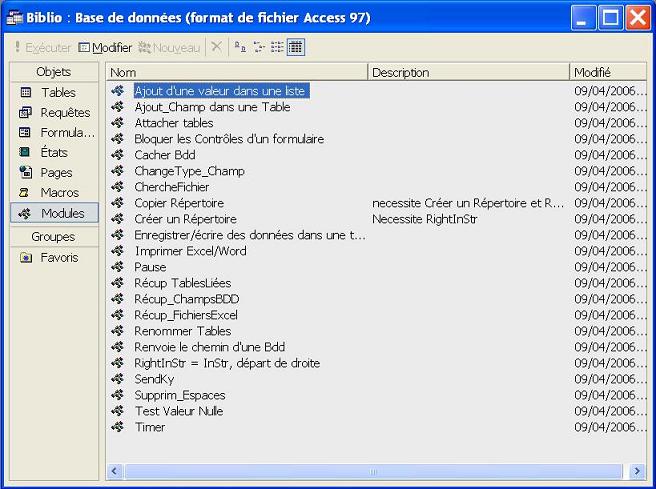 Biblio : Base de données (format de fichier Access 97)
Exécuter Modifier Nouveau
Objets
Tables
Requêtes
Formula...
États
Pages
Macros
Modules
Groupes
Favoris
Nom Description Modifié
Ajout d'une valeur dans une liste 09/04/2006...
Ajout_Champ dans une Table 09/04/2006...
Attacher tables 09/04/2006...
Bloquer les Contrôles d'un formulaire 09/04/2006...
Cacher Bdd 09/04/2006...
ChangeType_Champ 09/04/2006...
ChercheFichier 09/04/2006...
Copier Répertoire necessite Créer un Répertoire et R... 09/04/2006...
Créer un Répertoire Necessite RightInStr 09/04/2006...
Enregistrer/écrire des données dans une t... 09/04/2006...
Imprimer Excel/Word 09/04/2006...
Pause 09/04/2006...
Récup TablesLiées 09/04/2006...
Récup_ChampsBDD 09/04/2006...
Récup_FichiersExcel 09/04/2006...
Renommer Tables 09/04/2006...
Renvoie le chemin d'une Bdd 09/04/2006...
RightInStr = InStr, départ de droite 09/04/2006...
SendKy 09/04/2006...
Supprim_Espaces 09/04/2006...
Test Valeur Nulle 09/04/2006...
Timer 09/04/2006...